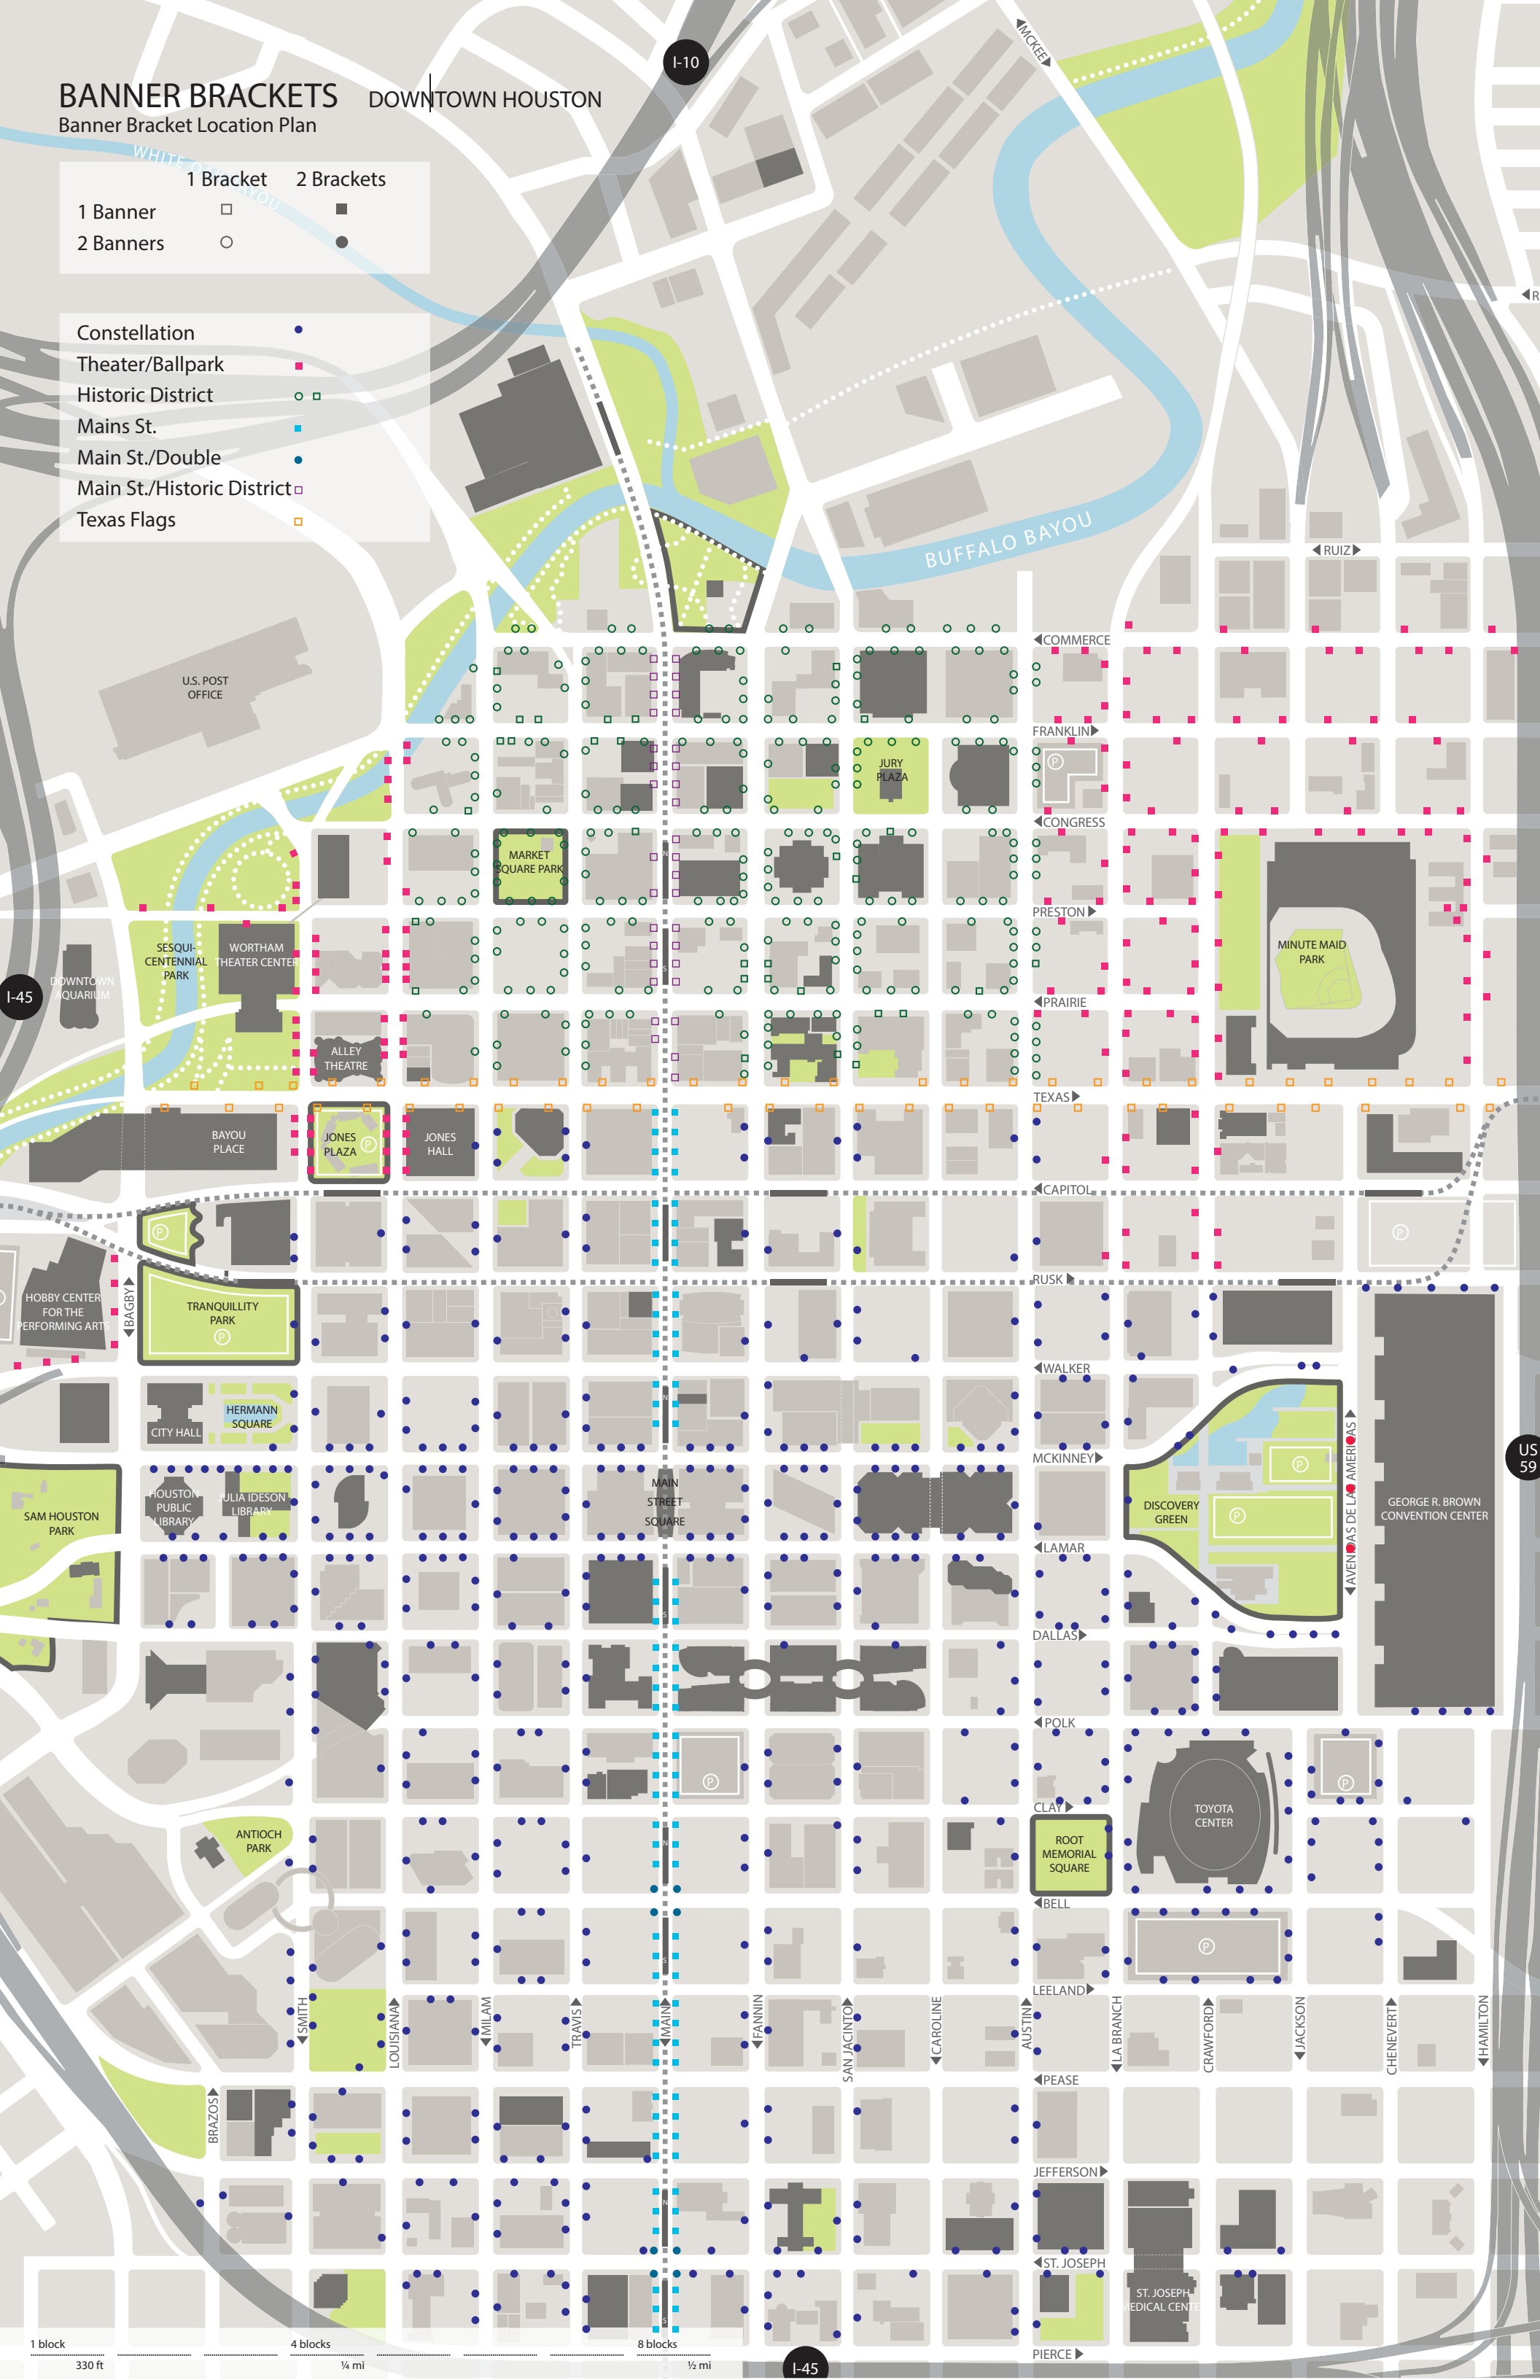 I-10
MCKEE
BANNER BRACKETS DOWNTOWN HOUSTON
Banner Bracket Location Plan
WHITE OAK BAYOU
1 Bracket 2 Brackets
1 Banner
2 Banners
Constellation
Theater/Ballpark
Historic District
Mains St.
Main St./Double
Main St./Historic District
Texas Flags
R
BUFFALO BAYOU
RUIZ
COMMERCE
U.S. POST
OFFICE
FRANKLIN
P
JURY
PLAZA
CONGRESS
MARKET
SQUARE PARK
N
PRESTON
SESQUI-
CENTENNIAL
PARK
WORTHAM
THEATER CENTER
MINUTE MAID
PARK
DOWNTOWN
AQUARIUM
I-45
S
PRAIRIE
ALLEY
THEATRE
TEXAS
BAYOU
PLACE
JONES
PLAZA
P
JONES
HALL
CAPITOL
P
P
RUSK
HOBBY CENTER
FOR THE
PERFORMING ARTS
BAGBY
TRANQUILLITY
PARK
P
WALKER
CITY HALL
HERMANN
SQUARE
N
MCKINNEY
AVENIDAS DE LAS AMERICAS
P
US
59
HOUSTON
PUBLIC
LIBRARY
JULIA IDESON
LIBRARY
MAIN
STREET
SQUARE
SAM HOUSTON
PARK
DISCOVERY
GREEN
P
GEORGE R. BROWN
CONVENTION CENTER
LAMAR
S
DALLAS
POLK
P
P
CLAY
TOYOTA
CENTER
ANTIOCH
PARK
N
ROOT
MEMORIAL
SQUARE
BELL
P
S
LEELAND
SMITH
LOUISIANA
MILAM
TRAVIS
MAIN
FANNIN
SAN JACINTO
CAROLINE
AUSTIN
LA BRANCH
CRAWFORD
JACKSON
CHENEVERT
HAMILTON
PEASE
BRAZOS
JEFFERSON
N
ST. JOSEPH
ST. JOSEPH
MEDICAL CENTE
S
1 block 4 blocks 8 blocks
330 ft ¼ mi ½ mi
PIERCE
I-45